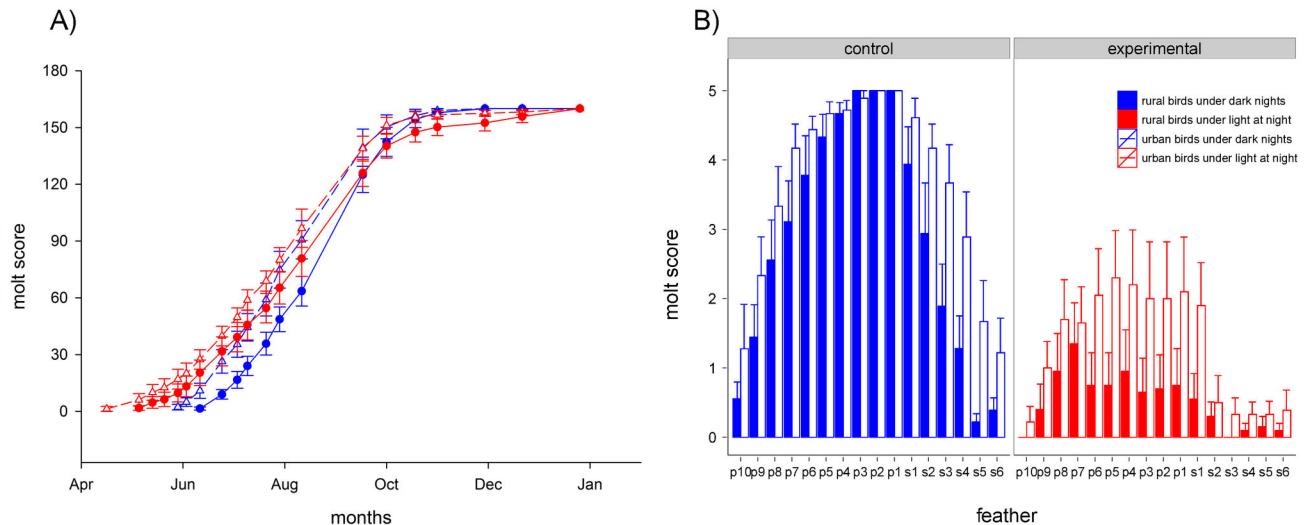 A)
180
150
120
90
60
30
0
molt score
Apr Jun Aug Oct Dec Jan
months
B)
control experimental
rural birds under dark nights
rural birds under light at night
urban birds under dark nights
urban birds under light at night
5
4
3
2
1
0
molt score
p10 p9 p8 p7 p6 p5 p4 p3 p2 p1 s1 s2 s3 s4 s5 s6 p10 p9 p8 p7 p6 p5 p4 p3 p2 p1 s1 s2 s3 s4 s5 s6
feather